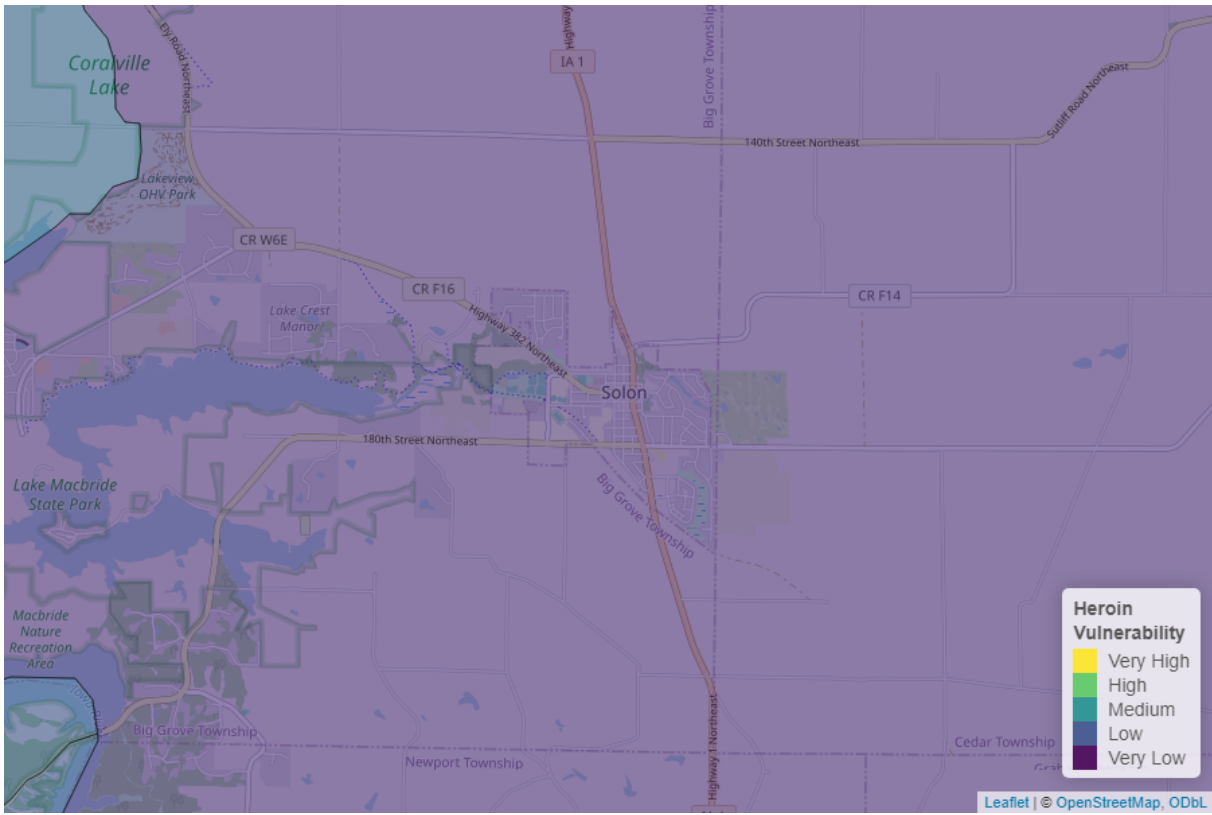 Ely Road Northeast
Coralville
Lake
Highway
IA 1
Big Grove Township
Sutliff Road Northeast
140th Street Northeast
Lakeview
OHV Park
CR W6E
CR F16
CR F14
Lake Crest
Manor
Highway 382 Northeast
Solon
180th Street Northeast
Lake Macbride
State Park
Big Grove Township
Macbride
Nature
Recreation
Area
Big Grove Township
Newport Township
Highway 1 Northeast
Cedar Township
Heroin
Vulnerability
Very High
High
Medium
Low
Very Low
Leaflet | © OpenStreetMap, ODbL